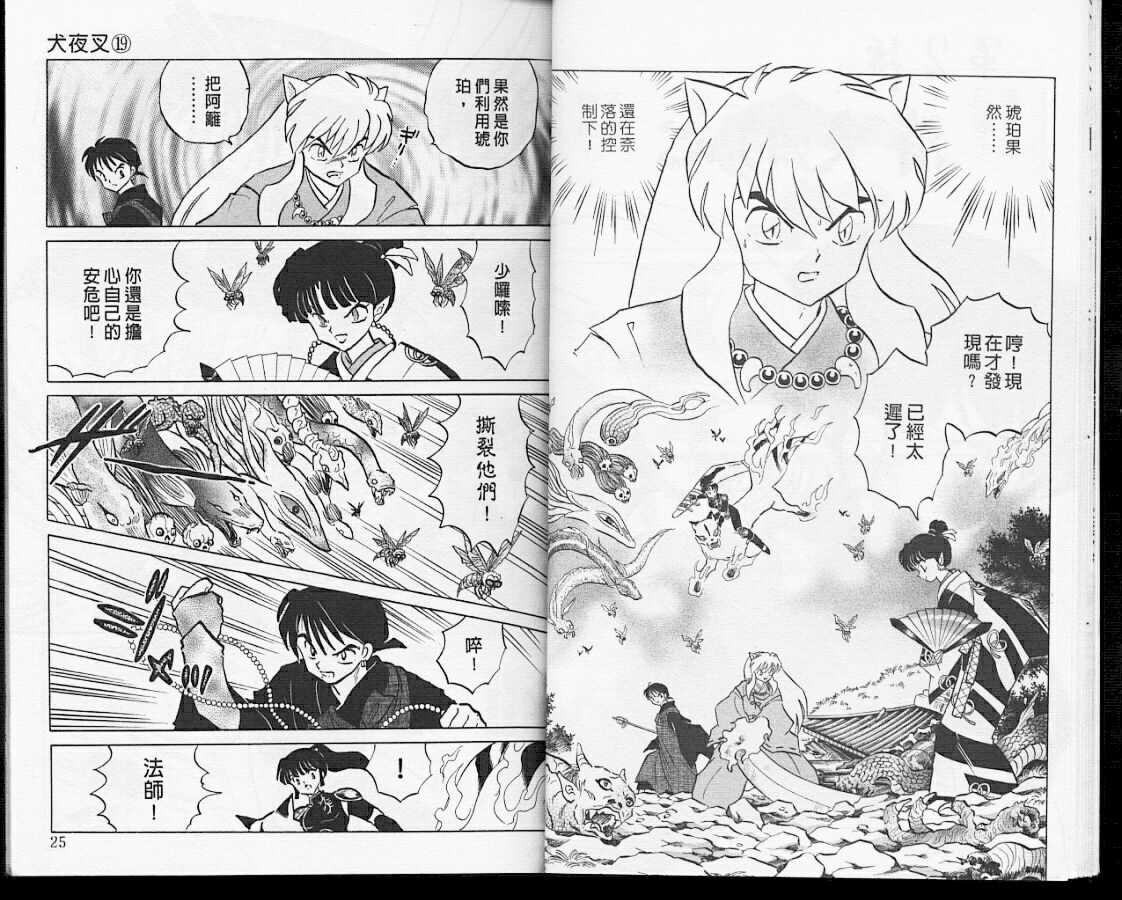 琥珀果
然……
還在奈
落的控
制下！
哼！現
在才發
現嗎？
已經太
遲了！
犬夜叉⑲
果然是你
們利用琥
珀，
把阿籬
………
少囉嗦！
你還是擔
心自己的
安危吧！
撕裂他們！
啐！
！
法師！
25